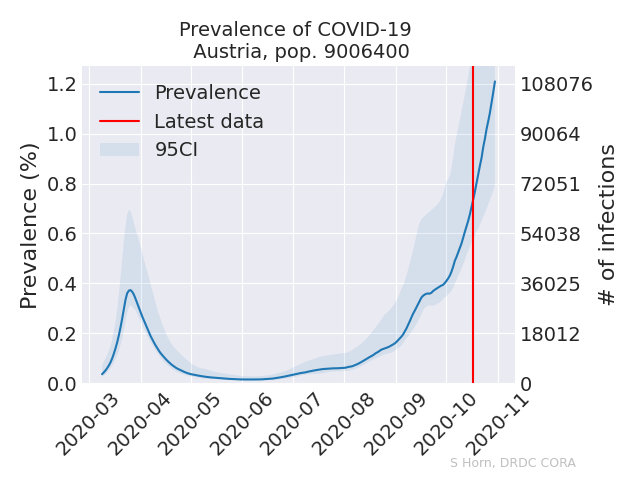 Prevalence of COVID-19
Austria, pop. 9006400
Prevalence (%)
1.2
1.0
0.8
0.6
0.4
0.2
0.0
Prevalence
Latest data
95CI
108076
90064
72051
54038
36025
18012
0
# of infections
2020-03
2020-04
2020-05
2020-06
2020-07
2020-08
2020-09
2020-10
2020-11
S Horn, DRDC CORA